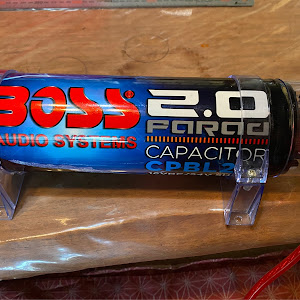 BOSS
AUDIO SYSTEMS
2.0
FARAD
CAPACITOR